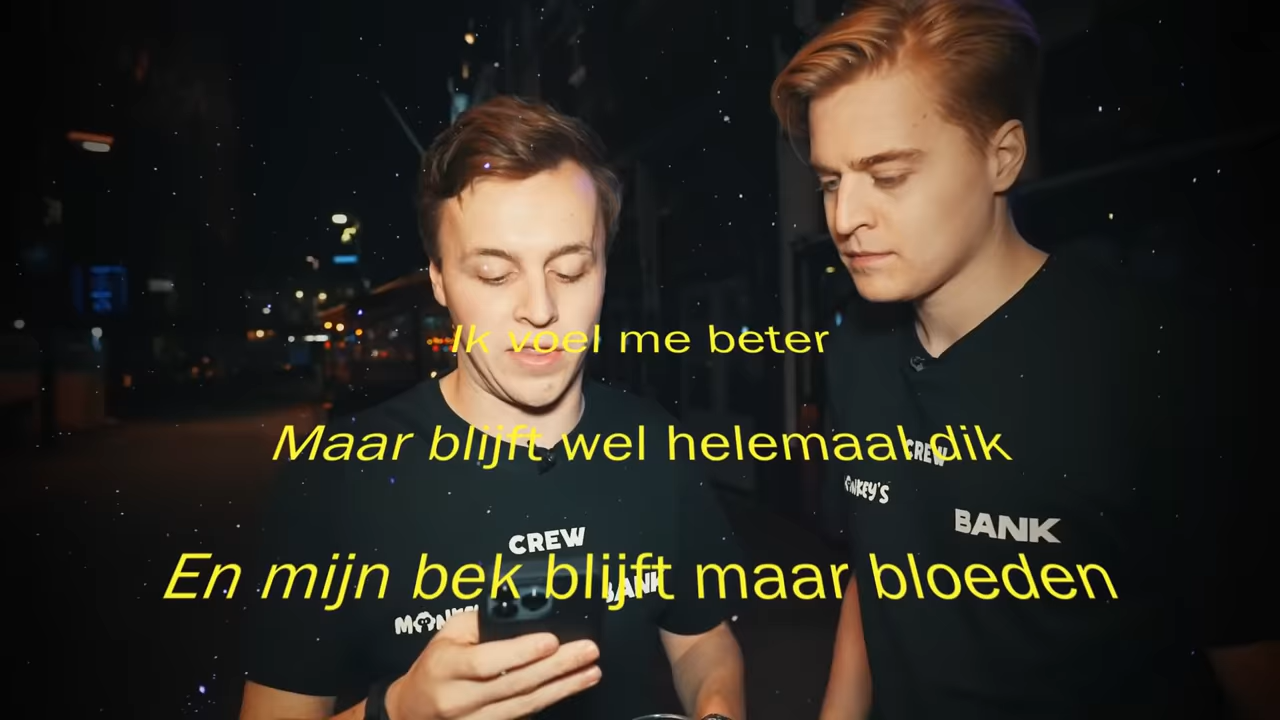 Ik voel me beter
Maar blijft wel helemaal dik
En mijn bek blijft maar bloeden
CREW
BANK
CREW
BANK